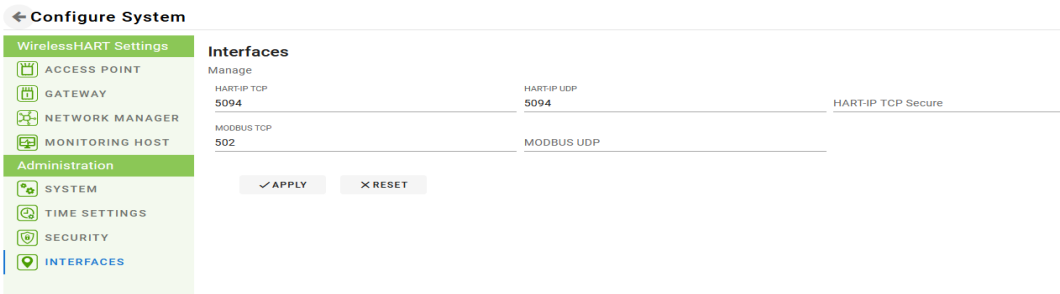 Configure System
WirelessHART Settings
ACCESS POINT
GATEWAY
NETWORK MANAGER
MONITORING HOST
Administration
SYSTEM
TIME SETTINGS
SECURITY
INTERFACES
Interfaces
Manage
HART-IP TCP
5094
HART-IP UDP
5094
HART-IP TCP Secure
MODBUS TCP
502
MODBUS UDP
APPLY
RESET